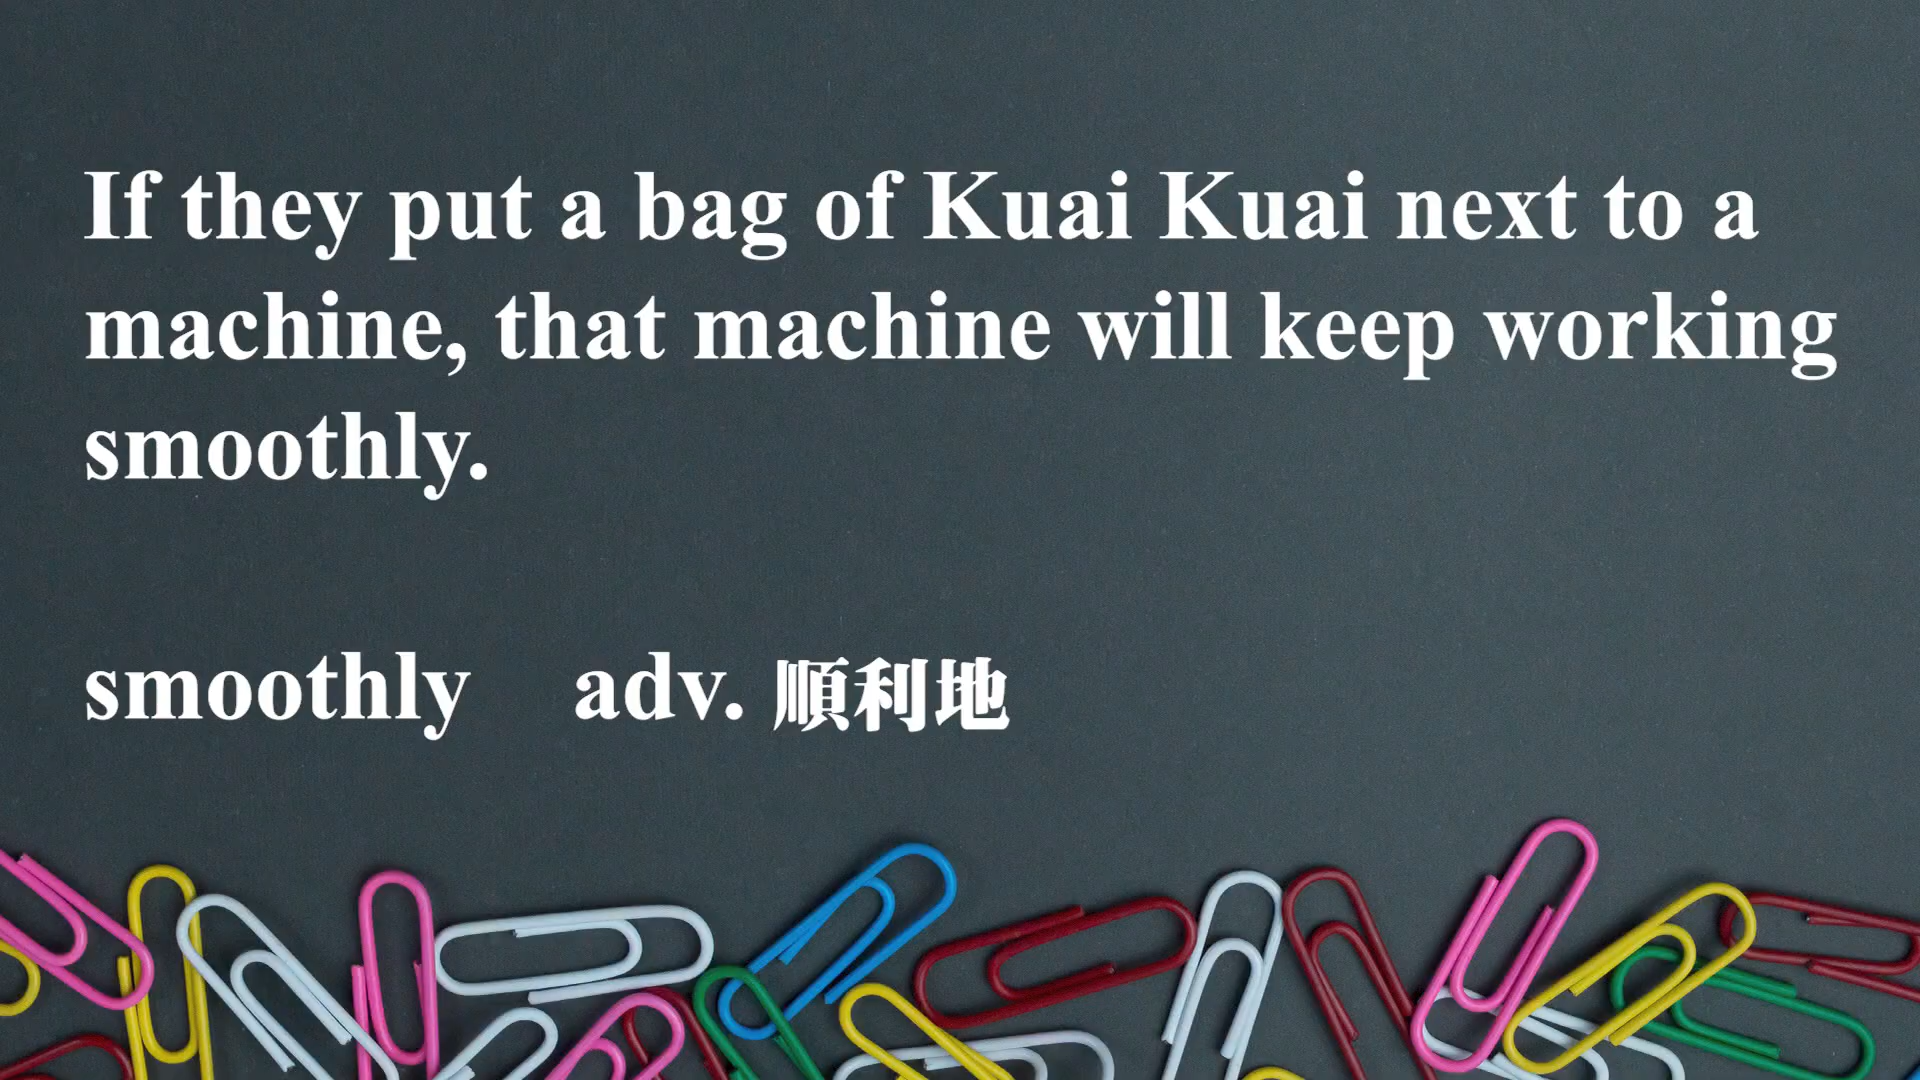 If they put a bag of Kuai Kuai next to a
machine, that machine will keep working
smoothly.
smoothly adv. 順利地